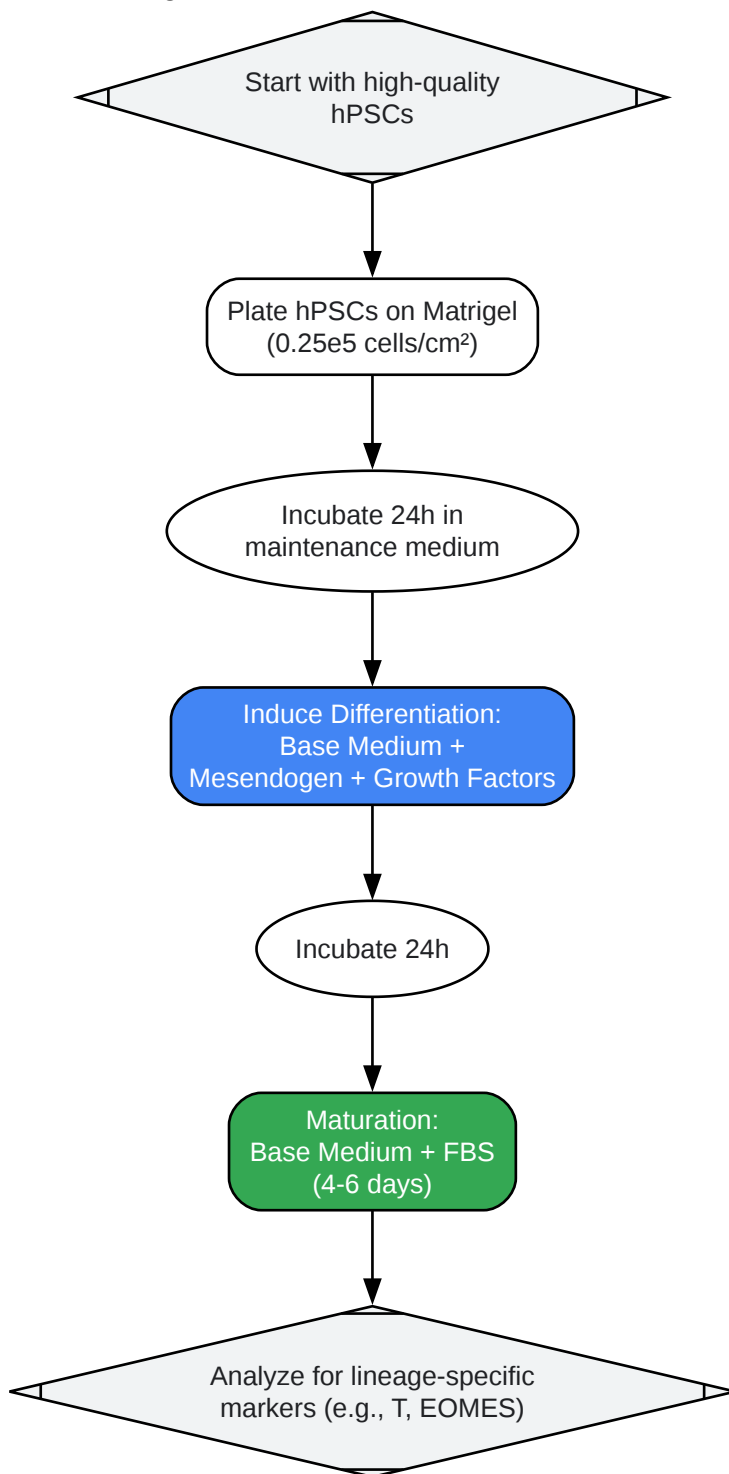 Start with high-quality
hPSCs
Plate hPSCs on Matrigel
(0.25e5 cells/cm²)
Incubate 24h in
maintenance medium
Induce Differentiation:
Base Medium +
Mesendogen + Growth Factors
Incubate 24h
Maturation:
Base Medium + FBS
(4-6 days)
Analyze for lineage-specific
markers (e.g., T, EOMES)